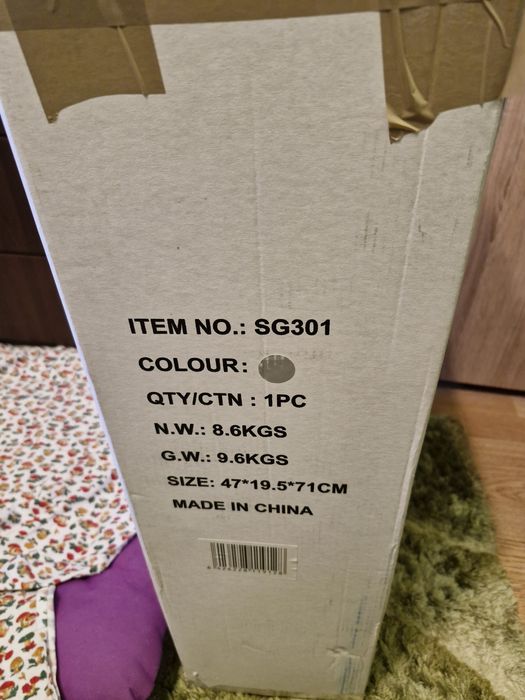 ITEM NO.: SG301
COLOUR:
QTY/CTN : 1PC
N.W.: 8.6KGS
G.W.: 9.6KGS
SIZE: 47*19.5*71CM
MADE IN CHINA